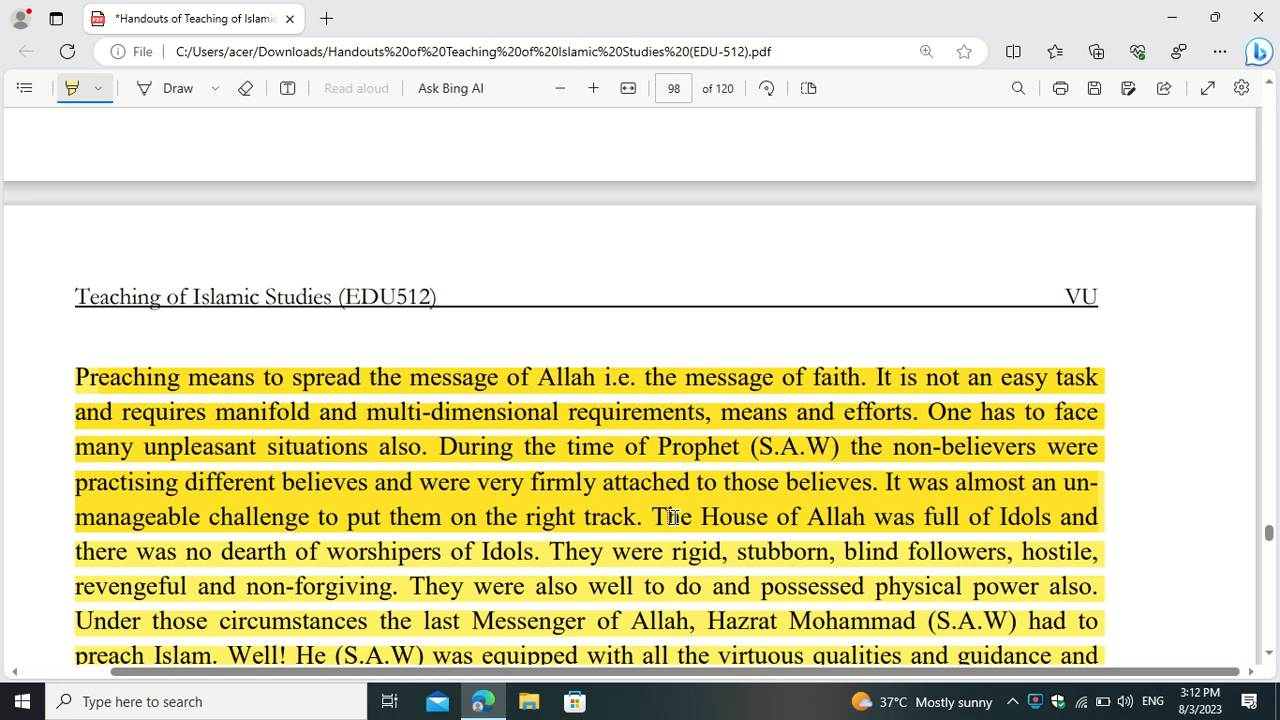 *Handouts of Teaching of Islamic
File
C:/Users/acer/Downloads/Handouts%20of%20Teaching%20of%20Islamic%20Studies%20(EDU-512).pdf
Draw
Read aloud
Ask Bing AI
98
of 120
Teaching of Islamic Studies (EDU512)
VU
Preaching means to spread the message of Allah i.e. the message of faith. It is not an easy task
and requires manifold and multi-dimensional requirements, means and efforts. One has to face
many unpleasant situations also. During the time of Prophet (S.A.W) the non-believers were
practising different believes and were very firmly attached to those believes. It was almost an un-
manageable challenge to put them on the right track. The House of Allah was full of Idols and
there was no dearth of worshipers of Idols. They were rigid, stubborn, blind followers, hostile,
revengeful and non-forgiving. They were also well to do and possessed physical power also.
Under those circumstances the last Messenger of Allah, Hazrat Mohammad (S.A.W) had to
preach Islam. Well! He (S.A.W) was equipped with all the virtuous qualities and guidance and
Type here to search
37°C Mostly sunny
ENG
3:12 PM
8/3/2023